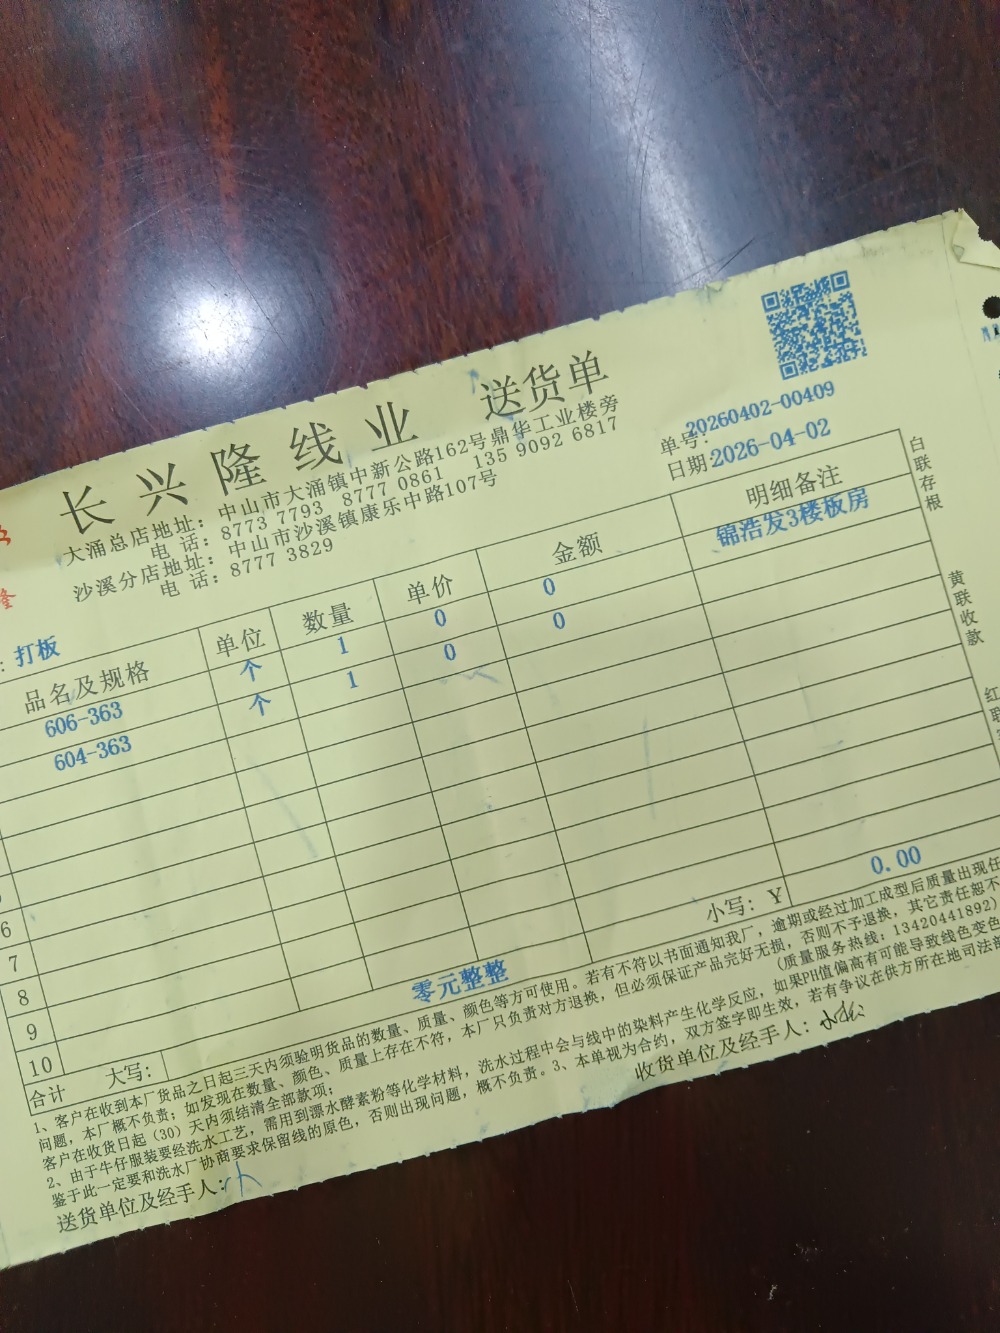 长兴隆线业 送货单
大涌总店地址：中山市大涌镇中新公路162号鼎华工业楼旁
电 话：8773 7793 8777 0861 135 9092 6817
沙溪分店地址：中山市沙溪镇康乐中路107号
电 话：8777 3829
单号：20260402-00409
日期：2026-04-02
隆
：打板
品名及规格 单位 数量 单价 金额 明细备注
606-363 个 1 0 0 锦浩发3楼板房
604-363 个 1 0 0
6
7
8
9
10
合计 大写： 零元整整 小写：￥ 0.00
1、客户在收到本厂货品之日起三天内须验明货品的数量、质量、颜色等方可使用。若有不符以书面通知我厂，逾期或经过加工成型后质量出现任
问题，本厂概不负责；如发现在数量、颜色、质量上存在不符，本厂只负责对方退换，但必须保证产品完好无损，否则不予退换，其它责任恕不
客户在收货日起（30）天内须结清全部款项； （质量服务热线：13420441892）
2、由于牛仔服装要经洗水工艺，需用到漂水酵素粉等化学材料，洗水过程中会与线中的染料产生化学反应，如果PH值偏高有可能导致线色变色
鉴于此一定要和洗水厂协商要求保留线的原色，否则出现问题，概不负责。3、本单视为合约，双方签字即生效，若有争议在供方所在地司法部
送货单位及经手人： 收货单位及经手人：
白联存根
黄联收款
红联